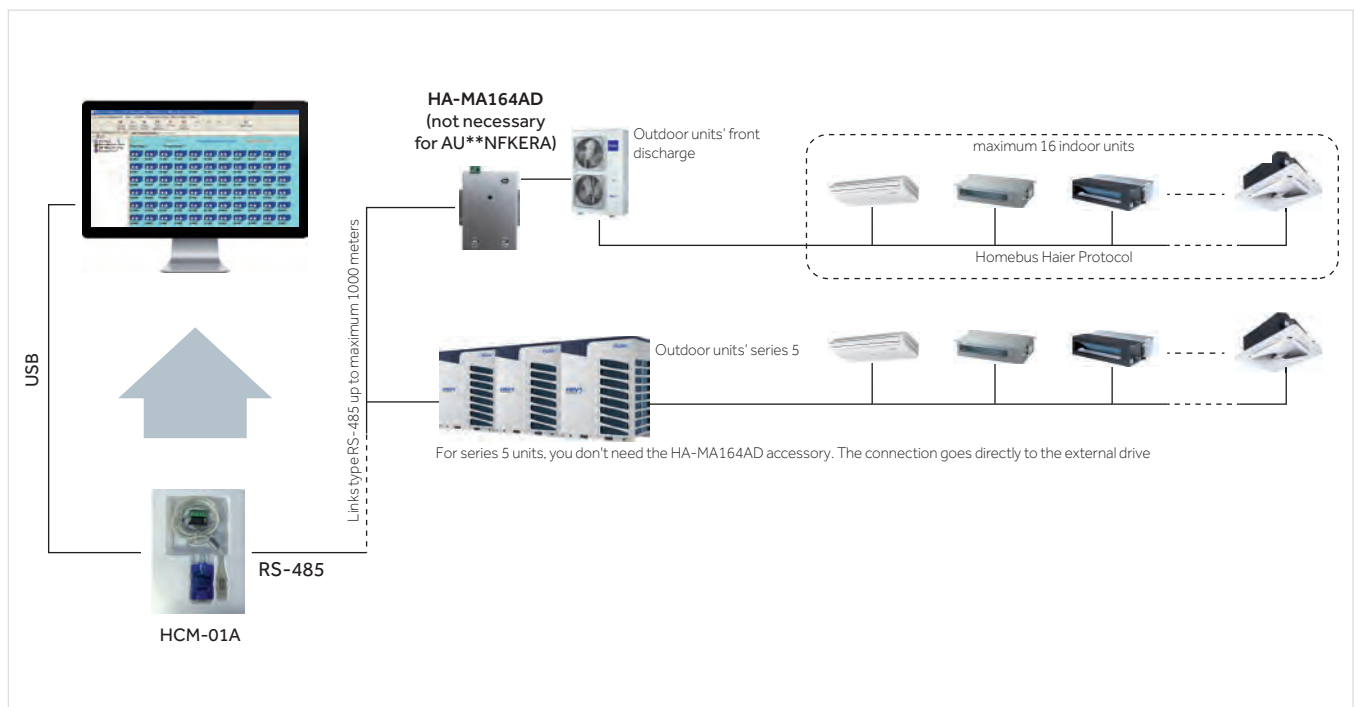 HA-MA164AD
(not necessary
for AU**NFKERA)
Outdoor units' front
discharge
maximum 16 indoor units
Homebus Haier Protocol
USB
Links type RS-485 up to maximum 1000 meters
Outdoor units' series 5
For series 5 units, you don't need the HA-MA164AD accessory. The connection goes directly to the external drive
RS-485
HCM-01A